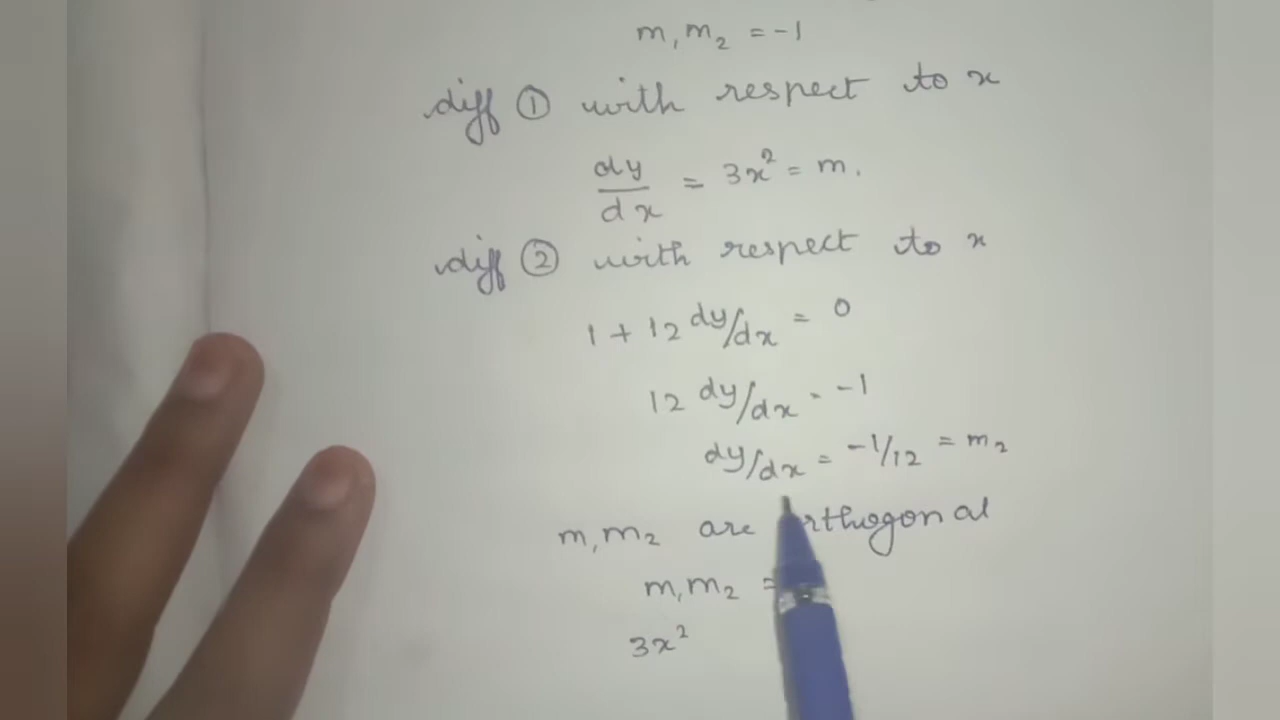 m₁m₂ = -1
diff ① with respect to x
dy/dx = 3x² = m₁
diff ② with respect to x
1 + 12 dy/dx = 0
12 dy/dx = -1
dy/dx = -1/12 = m₂
m₁m₂ are orthogonal
m₁m₂ =
3x²